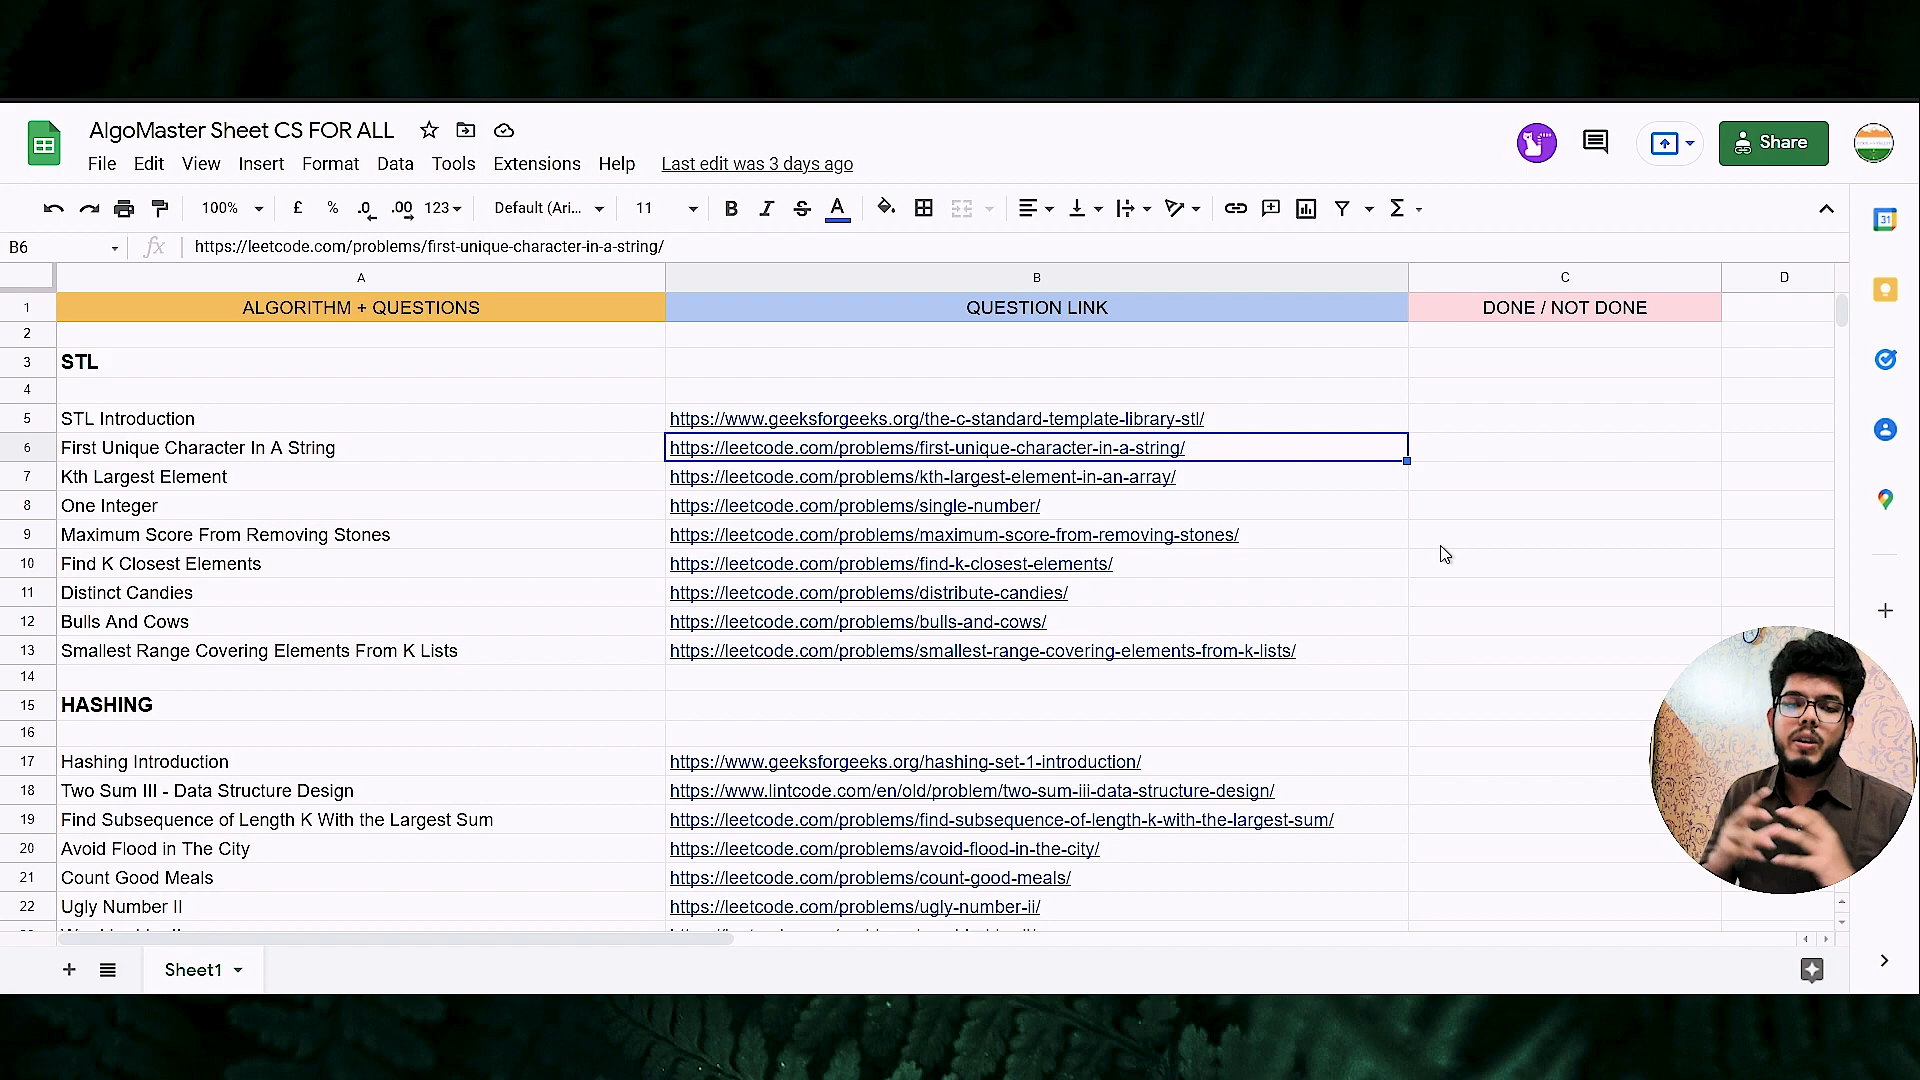 AlgoMaster Sheet CS FOR ALL
File Edit View Insert Format Data Tools Extensions Help Last edit was 3 days ago
Share
100% £ % .0 .00 123 Default (Ari... 11 B I S A
31
B6 fx https://leetcode.com/problems/first-unique-character-in-a-string/
A B C D
1 ALGORITHM + QUESTIONS QUESTION LINK DONE / NOT DONE
2
3 STL
4
5 STL Introduction https://www.geeksforgeeks.org/the-c-standard-template-library-stl/
6 First Unique Character In A String https://leetcode.com/problems/first-unique-character-in-a-string/
7 Kth Largest Element https://leetcode.com/problems/kth-largest-element-in-an-array/
8 One Integer https://leetcode.com/problems/single-number/
9 Maximum Score From Removing Stones https://leetcode.com/problems/maximum-score-from-removing-stones/
10 Find K Closest Elements https://leetcode.com/problems/find-k-closest-elements/
11 Distinct Candies https://leetcode.com/problems/distribute-candies/
12 Bulls And Cows https://leetcode.com/problems/bulls-and-cows/
13 Smallest Range Covering Elements From K Lists https://leetcode.com/problems/smallest-range-covering-elements-from-k-lists/
14
15 HASHING
16
17 Hashing Introduction https://www.geeksforgeeks.org/hashing-set-1-introduction/
18 Two Sum III - Data Structure Design https://www.lintcode.com/en/old/problem/two-sum-iii-data-structure-design/
19 Find Subsequence of Length K With the Largest Sum https://leetcode.com/problems/find-subsequence-of-length-k-with-the-largest-sum/
20 Avoid Flood in The City https://leetcode.com/problems/avoid-flood-in-the-city/
21 Count Good Meals https://leetcode.com/problems/count-good-meals/
22 Ugly Number II https://leetcode.com/problems/ugly-number-ii/
Sheet1